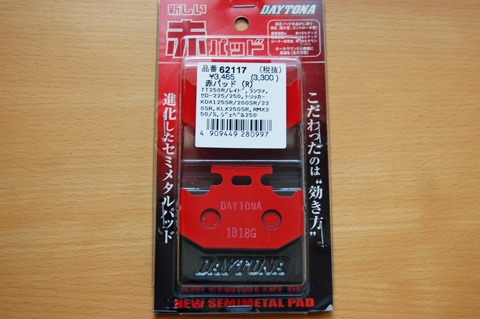 新しい
DAYTONA
赤パッド
品番 62117 (税抜)
¥3,465 (3,300)
赤パッド (R)
TT250R/レイド, ランツァ,
セロー225/250, トリッカー
KDX125SR/200SR/22
0SR, KLX250SR, RMX2
50/S, ジェベル250
4 909449 280997
こだわったのは“効き方”
進化したセミメタルパッド
DAYTONA
1B18G
DAYTONA
NEW SEMIMETAL PAD